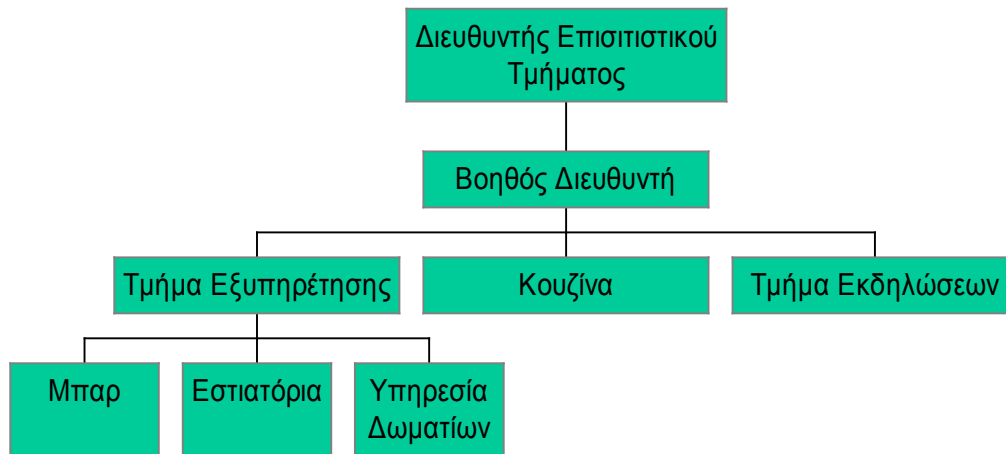 Διευθυντής Επισιτιστικού
Τμήματος
Βοηθός Διευθυντή
Τμήμα Εξυπηρέτησης
Κουζίνα
Τμήμα Εκδηλώσεων
Μπαρ
Εστιατόρια
Υπηρεσία
Δωματίων